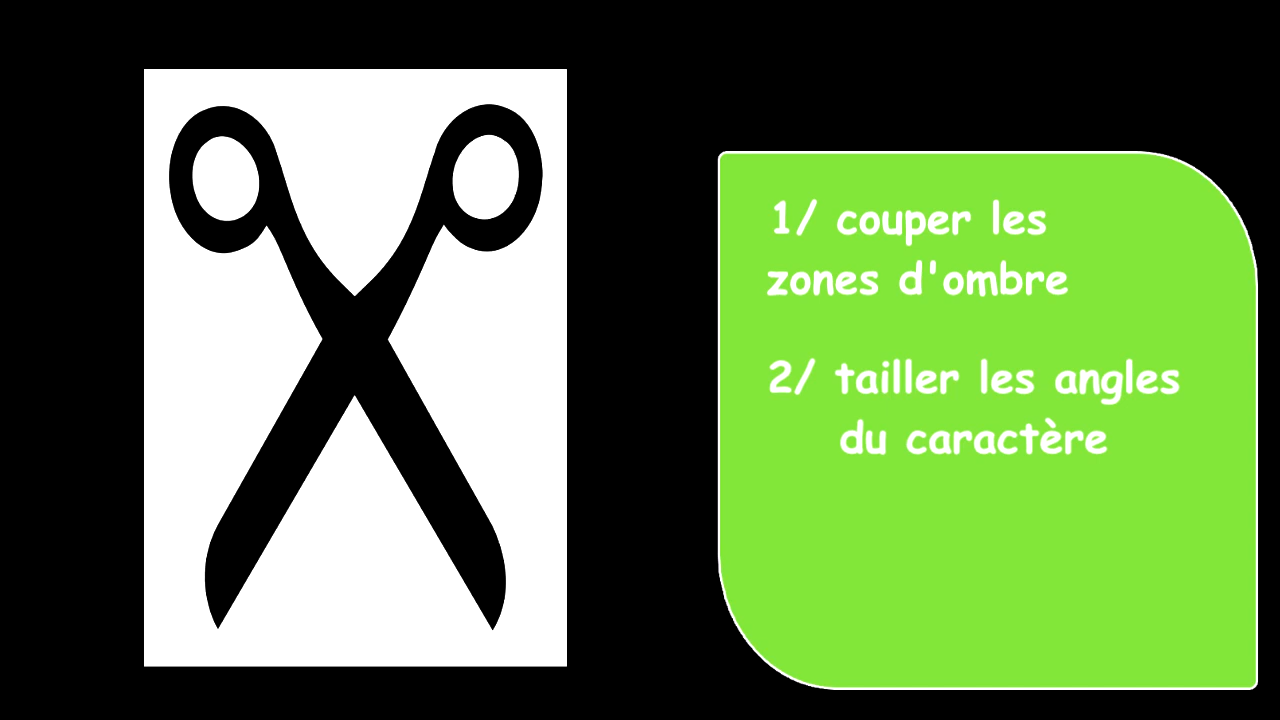 1/ couper les
zones d'ombre
2/ tailler les angles
du caractère